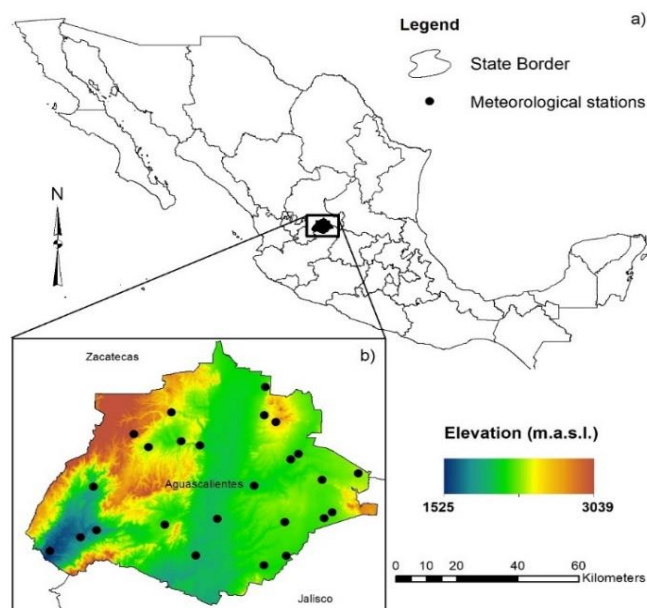 a)
Legend
State Border
Meteorological stations
N
Zacatecas
b)
Aguascalientes
Jalisco
Elevation (m.a.s.l.)
1525 3039
0 10 20 40 60
Kilometers